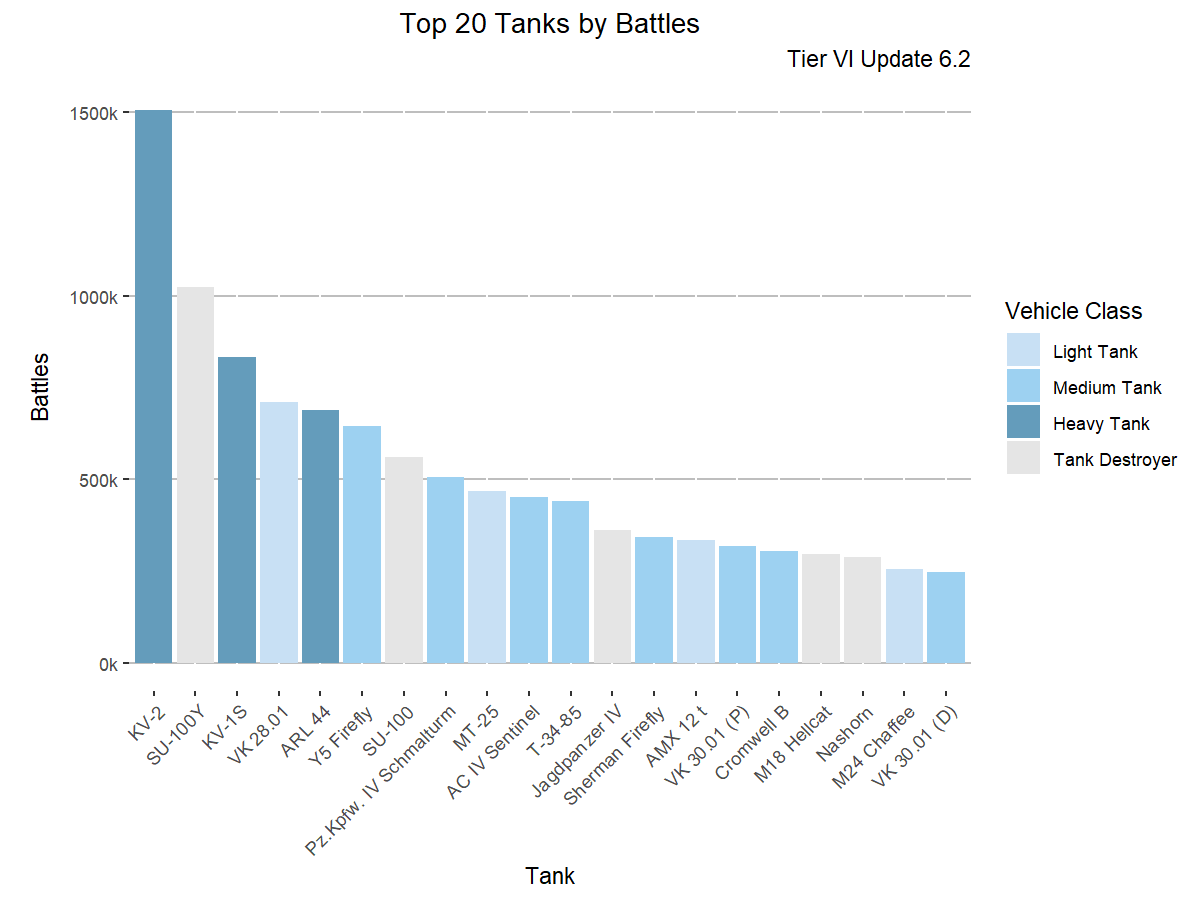 Top 20 Tanks by Battles
Tier VI Update 6.2
1500k
1000k
500k
0k
Battles
KV-2
SU-100Y
KV-1S
VK 28.01
ARL 44
Y5 Firefly
SU-100
Pz.Kpfw. IV Schmalturm
MT-25
AC IV Sentinel
T-34-85
Jagdpanzer IV
Sherman Firefly
AMX 12 t
VK 30.01 (P)
Cromwell B
M18 Hellcat
Nashorn
M24 Chaffee
VK 30.01 (D)
Tank
Vehicle Class
Light Tank
Medium Tank
Heavy Tank
Tank Destroyer